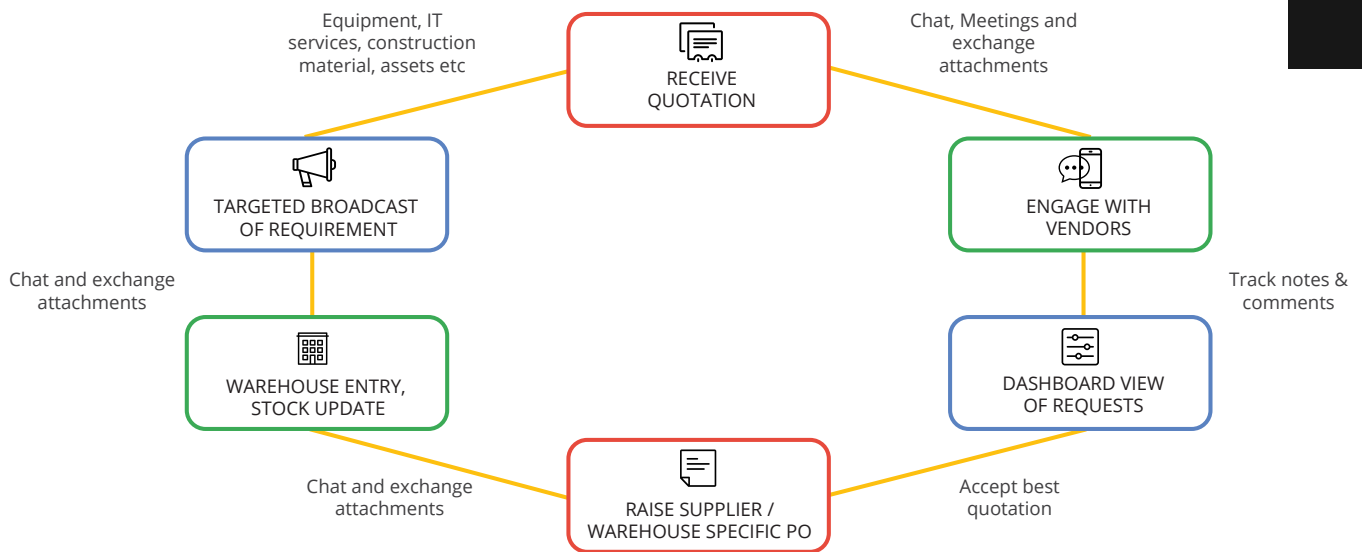 Equipment, IT
services, construction
material, assets etc
RECEIVE
QUOTATION
Chat, Meetings and
exchange
attachments
TARGETED BROADCAST
OF REQUIREMENT
ENGAGE WITH
VENDORS
Chat and exchange
attachments
Track notes &
comments
WAREHOUSE ENTRY,
STOCK UPDATE
DASHBOARD VIEW
OF REQUESTS
Chat and exchange
attachments
RAISE SUPPLIER /
WAREHOUSE SPECIFIC PO
Accept best
quotation